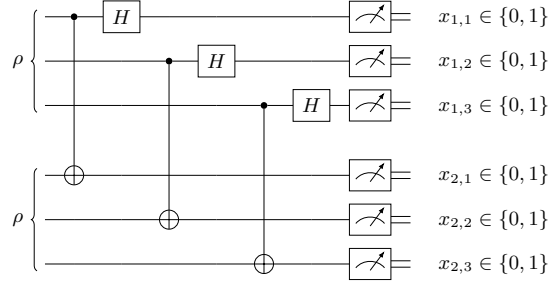 H x_{1,1} ∈ {0, 1}
ρ H x_{1,2} ∈ {0, 1}
H x_{1,3} ∈ {0, 1}
x_{2,1} ∈ {0, 1}
ρ x_{2,2} ∈ {0, 1}
x_{2,3} ∈ {0, 1}